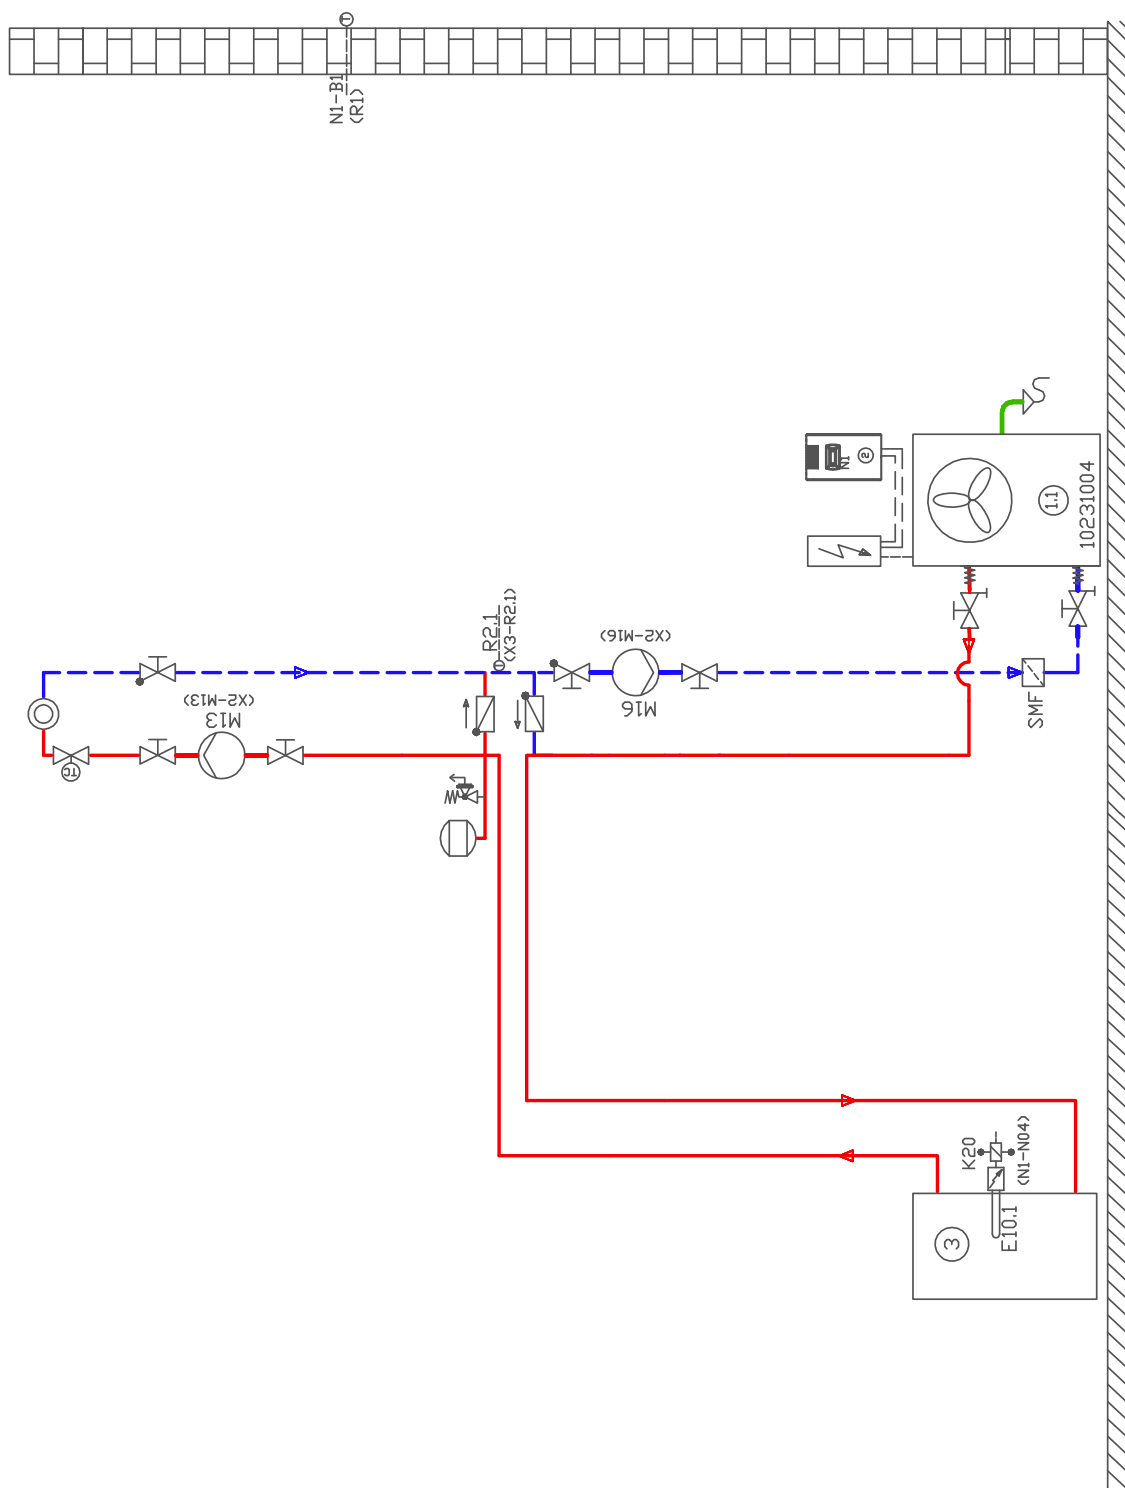 T
N1-B1
(R1)
N1
2
1.1
10231004
R2.1
(X3-R2.1)
T
(X2-M16)
M16
(X2-M13)
M13
TC
SMF
K20
(N1-N04)
E10.1
3